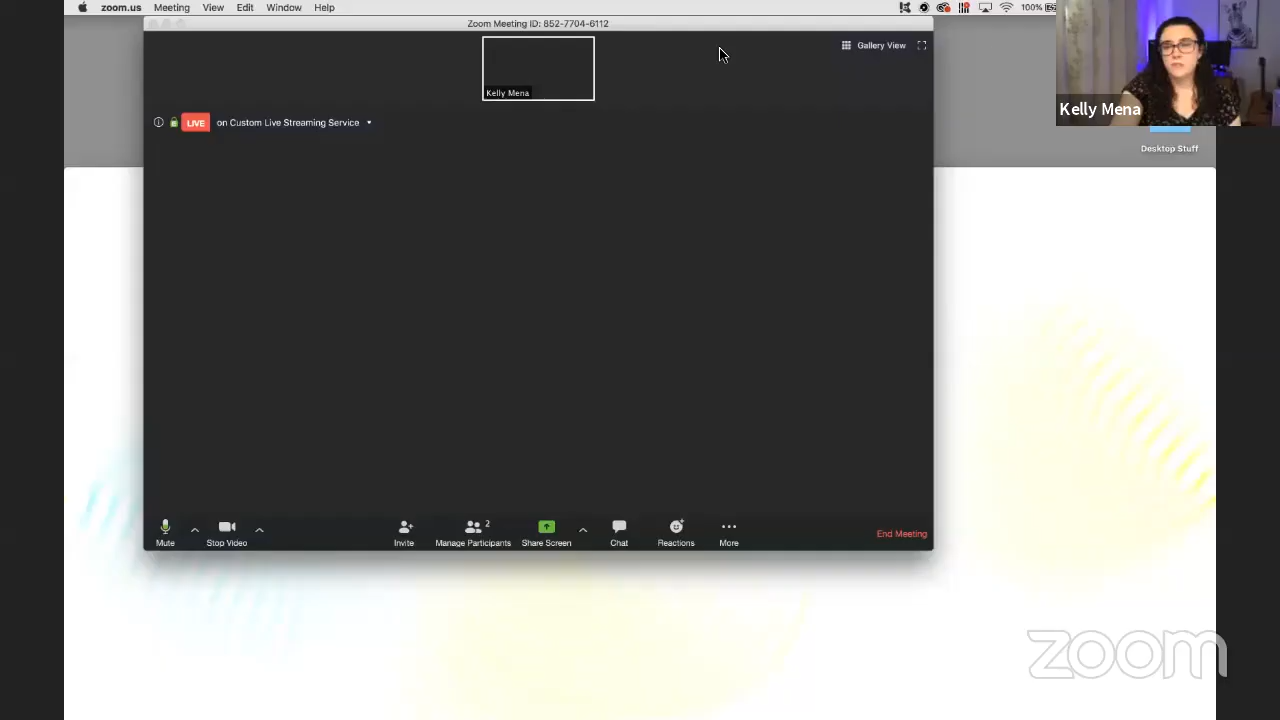 zoom.us Meeting View Edit Window Help
100%
Zoom Meeting ID: 852-7704-6112
Gallery View
Kelly Mena
Kelly Mena
LIVE on Custom Live Streaming Service
Desktop Stuff
2
Mute Stop Video Invite Manage Participants Share Screen Chat Reactions More End Meeting
zoom